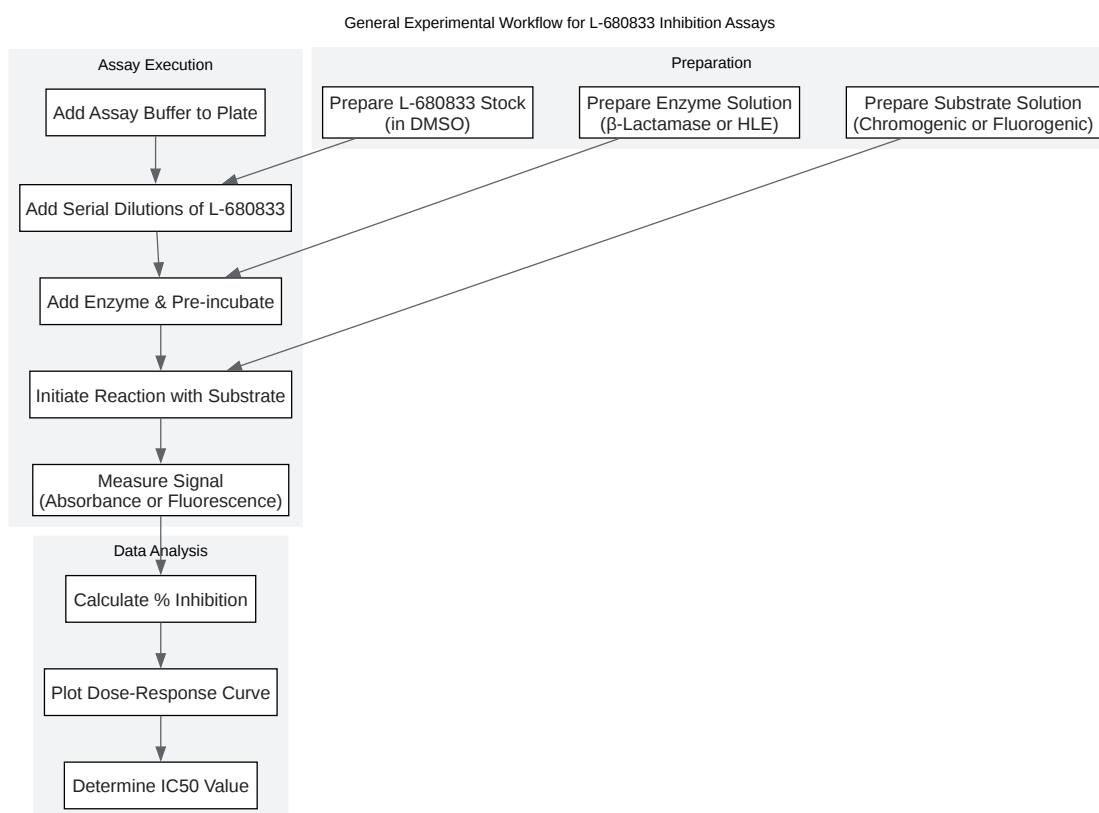 General Experimental Workflow for L-680833 Inhibition Assays
Assay Execution
Preparation
Add Assay Buffer to Plate
Prepare L-680833 Stock
(in DMSO)
Prepare Enzyme Solution
(β-Lactamase or HLE)
Prepare Substrate Solution
(Chromogenic or Fluorogenic)
Add Serial Dilutions of L-680833
Add Enzyme & Pre-incubate
Initiate Reaction with Substrate
Measure Signal
(Absorbance or Fluorescence)
Data Analysis
Calculate % Inhibition
Plot Dose-Response Curve
Determine IC50 Value